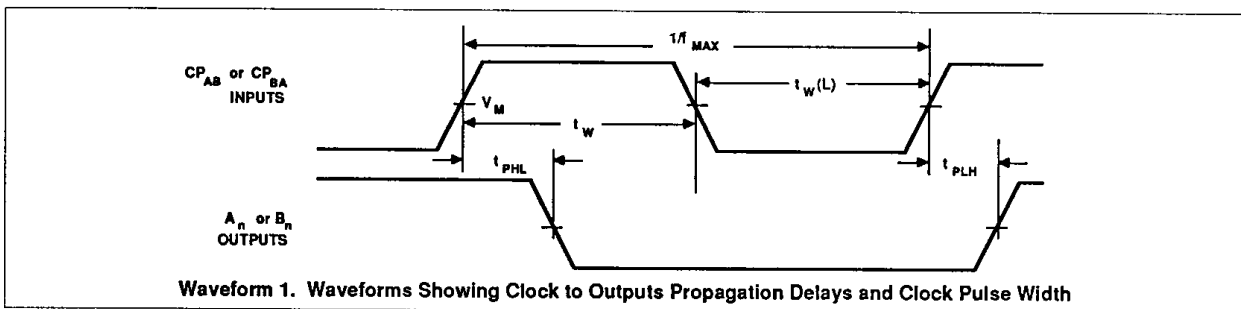 1/f MAX
CP AB or CP BA
INPUTS
t W (L)
V M
t W
t PHL
t PLH
A n or B n
OUTPUTS
Waveform 1. Waveforms Showing Clock to Outputs Propagation Delays and Clock Pulse Width